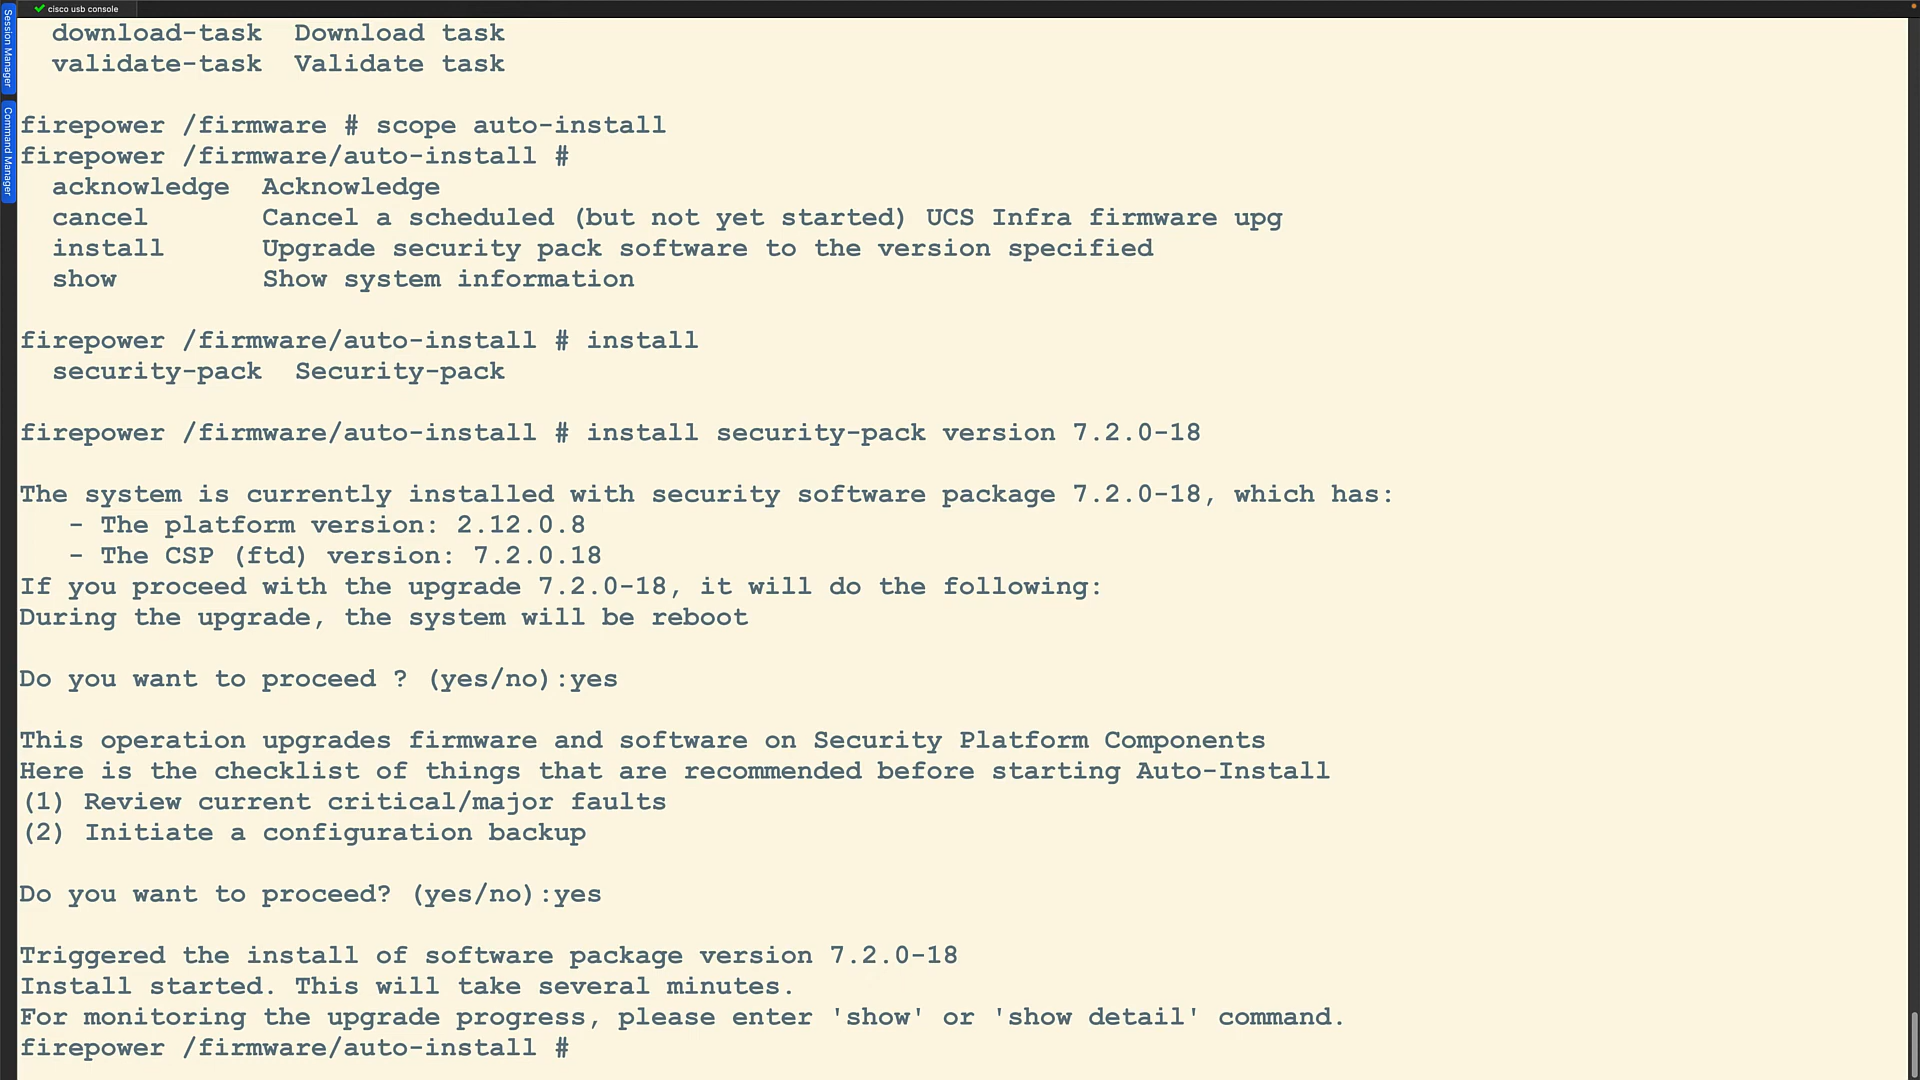 cisco usb console
Session Manager
Command Manager
download-task  Download task
validate-task  Validate task
firepower /firmware # scope auto-install
firepower /firmware/auto-install #
acknowledge  Acknowledge
cancel       Cancel a scheduled (but not yet started) UCS Infra firmware upg
install      Upgrade security pack software to the version specified
show         Show system information
firepower /firmware/auto-install # install
security-pack  Security-pack
firepower /firmware/auto-install # install security-pack version 7.2.0-18
The system is currently installed with security software package 7.2.0-18, which has:
- The platform version: 2.12.0.8
- The CSP (ftd) version: 7.2.0.18
If you proceed with the upgrade 7.2.0-18, it will do the following:
During the upgrade, the system will be reboot
Do you want to proceed ? (yes/no):yes
This operation upgrades firmware and software on Security Platform Components
Here is the checklist of things that are recommended before starting Auto-Install
(1) Review current critical/major faults
(2) Initiate a configuration backup
Do you want to proceed? (yes/no):yes
Triggered the install of software package version 7.2.0-18
Install started. This will take several minutes.
For monitoring the upgrade progress, please enter 'show' or 'show detail' command.
firepower /firmware/auto-install #